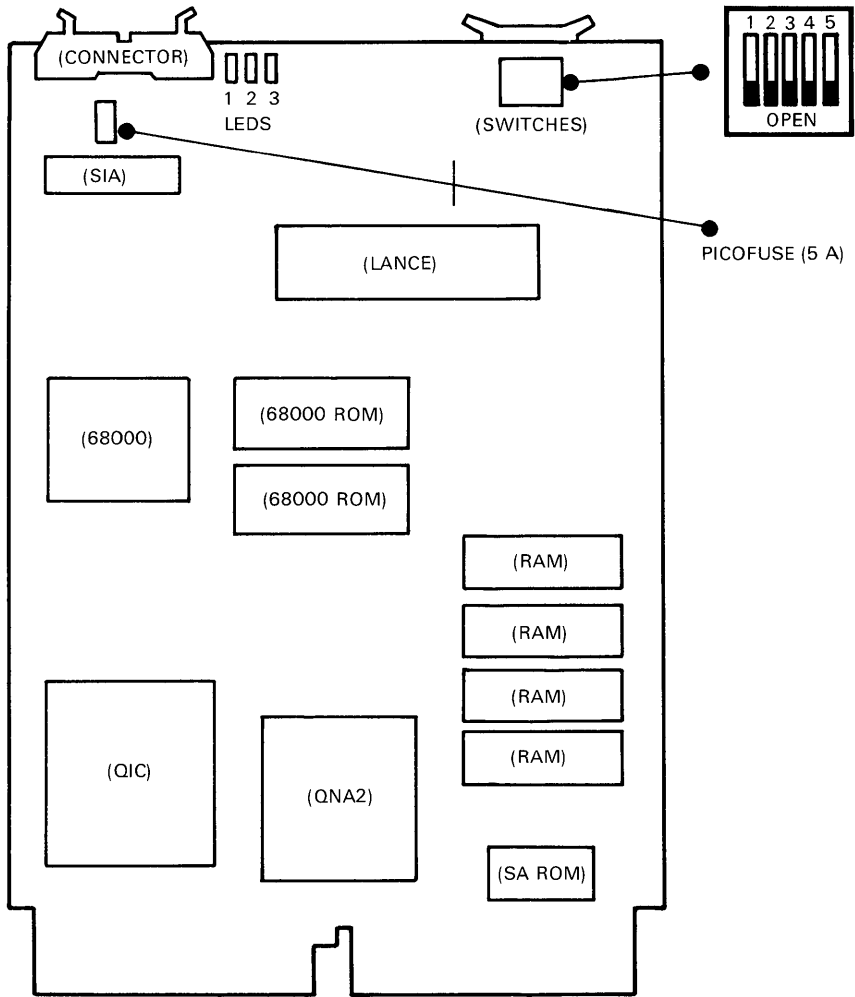 (CONNECTOR)
1 2 3
LEDS
(SWITCHES)
1 2 3 4 5
OPEN
(SIA)
PICOFUSE (5 A)
(LANCE)
(68000)
(68000 ROM)
(68000 ROM)
(RAM)
(RAM)
(RAM)
(RAM)
(QIC)
(QNA2)
(SA ROM)